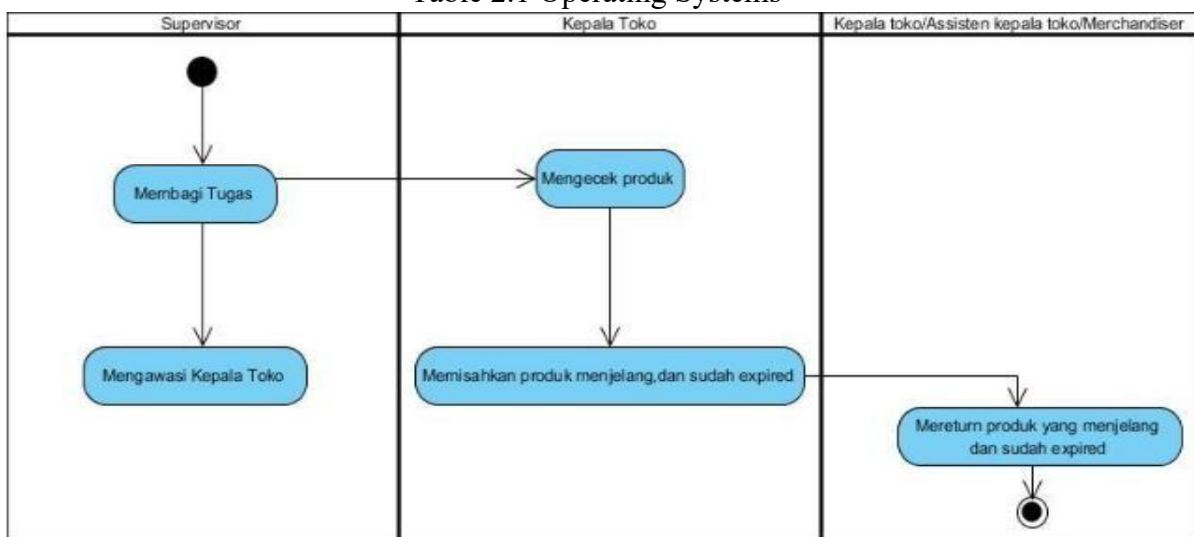 Table 2.1 Operating Systems
Supervisor
Kepala Toko
Kepala toko/Assisten kepala toko/Merchandiser
Membagi Tugas
Mengecek produk
Mengawasi Kepala Toko
Memisahkan produk menjelang,dan sudah expired
Mereturn produk yang menjelang
dan sudah expired